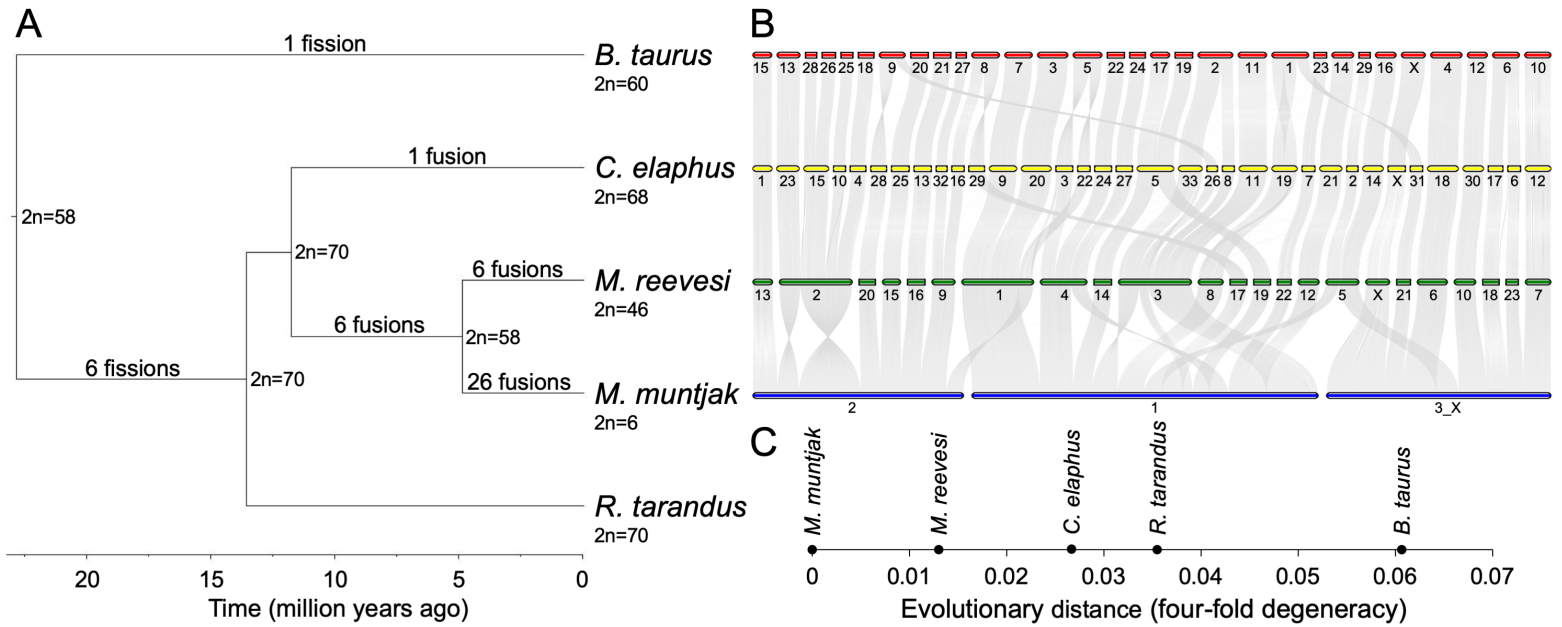 A
1 fission
B. taurus
2n=60
1 fusion
C. elaphus
2n=68
2n=58
2n=70
6 fusions
M. reevesi
2n=46
6 fusions
2n=58
6 fissions
2n=70
26 fusions
M. muntjak
2n=6
R. tarandus
2n=70
20 15 10 5 0
Time (million years ago)
B
15 13 28 26 25 18 9 20 21 27 8 7 3 5 22 24 17 19 2 11 1 23 14 29 16 X 4 12 6 10
1 23 15 10 4 28 25 13 32 16 29 9 20 3 22 24 27 5 33 26 8 11 19 7 21 2 14 X 31 18 30 17 6 12
13 2 20 15 16 9 1 4 14 3 8 17 19 22 12 5 X 21 6 10 18 23 7
2 1 3_X
C
M. muntjak
M. reevesi
C. elaphus
R. tarandus
B. taurus
0 0.01 0.02 0.03 0.04 0.05 0.06 0.07
Evolutionary distance (four-fold degeneracy)